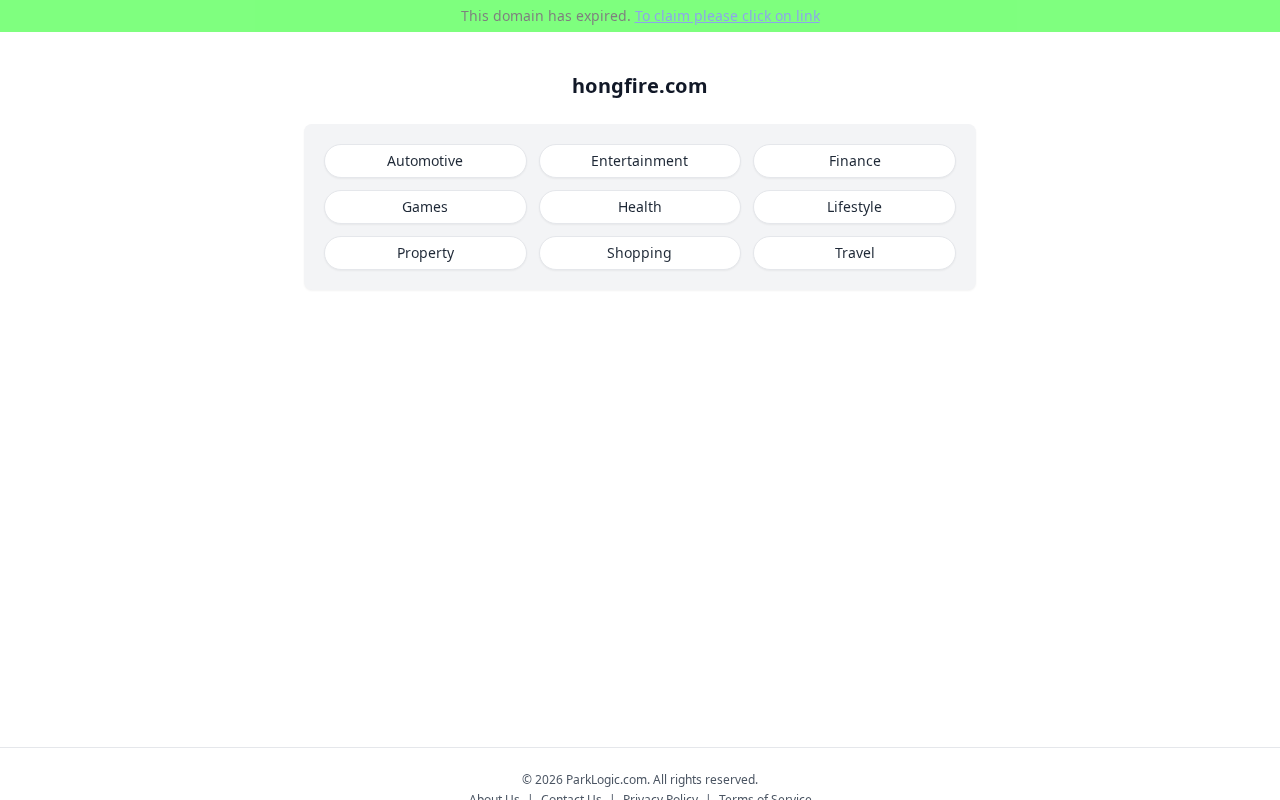 This domain has expired. To claim please click on link
hongfire.com
Automotive Entertainment Finance
Games Health Lifestyle
Property Shopping Travel
© 2026 ParkLogic.com. All rights reserved.
About Us | Contact Us | Privacy Policy | Terms of Service